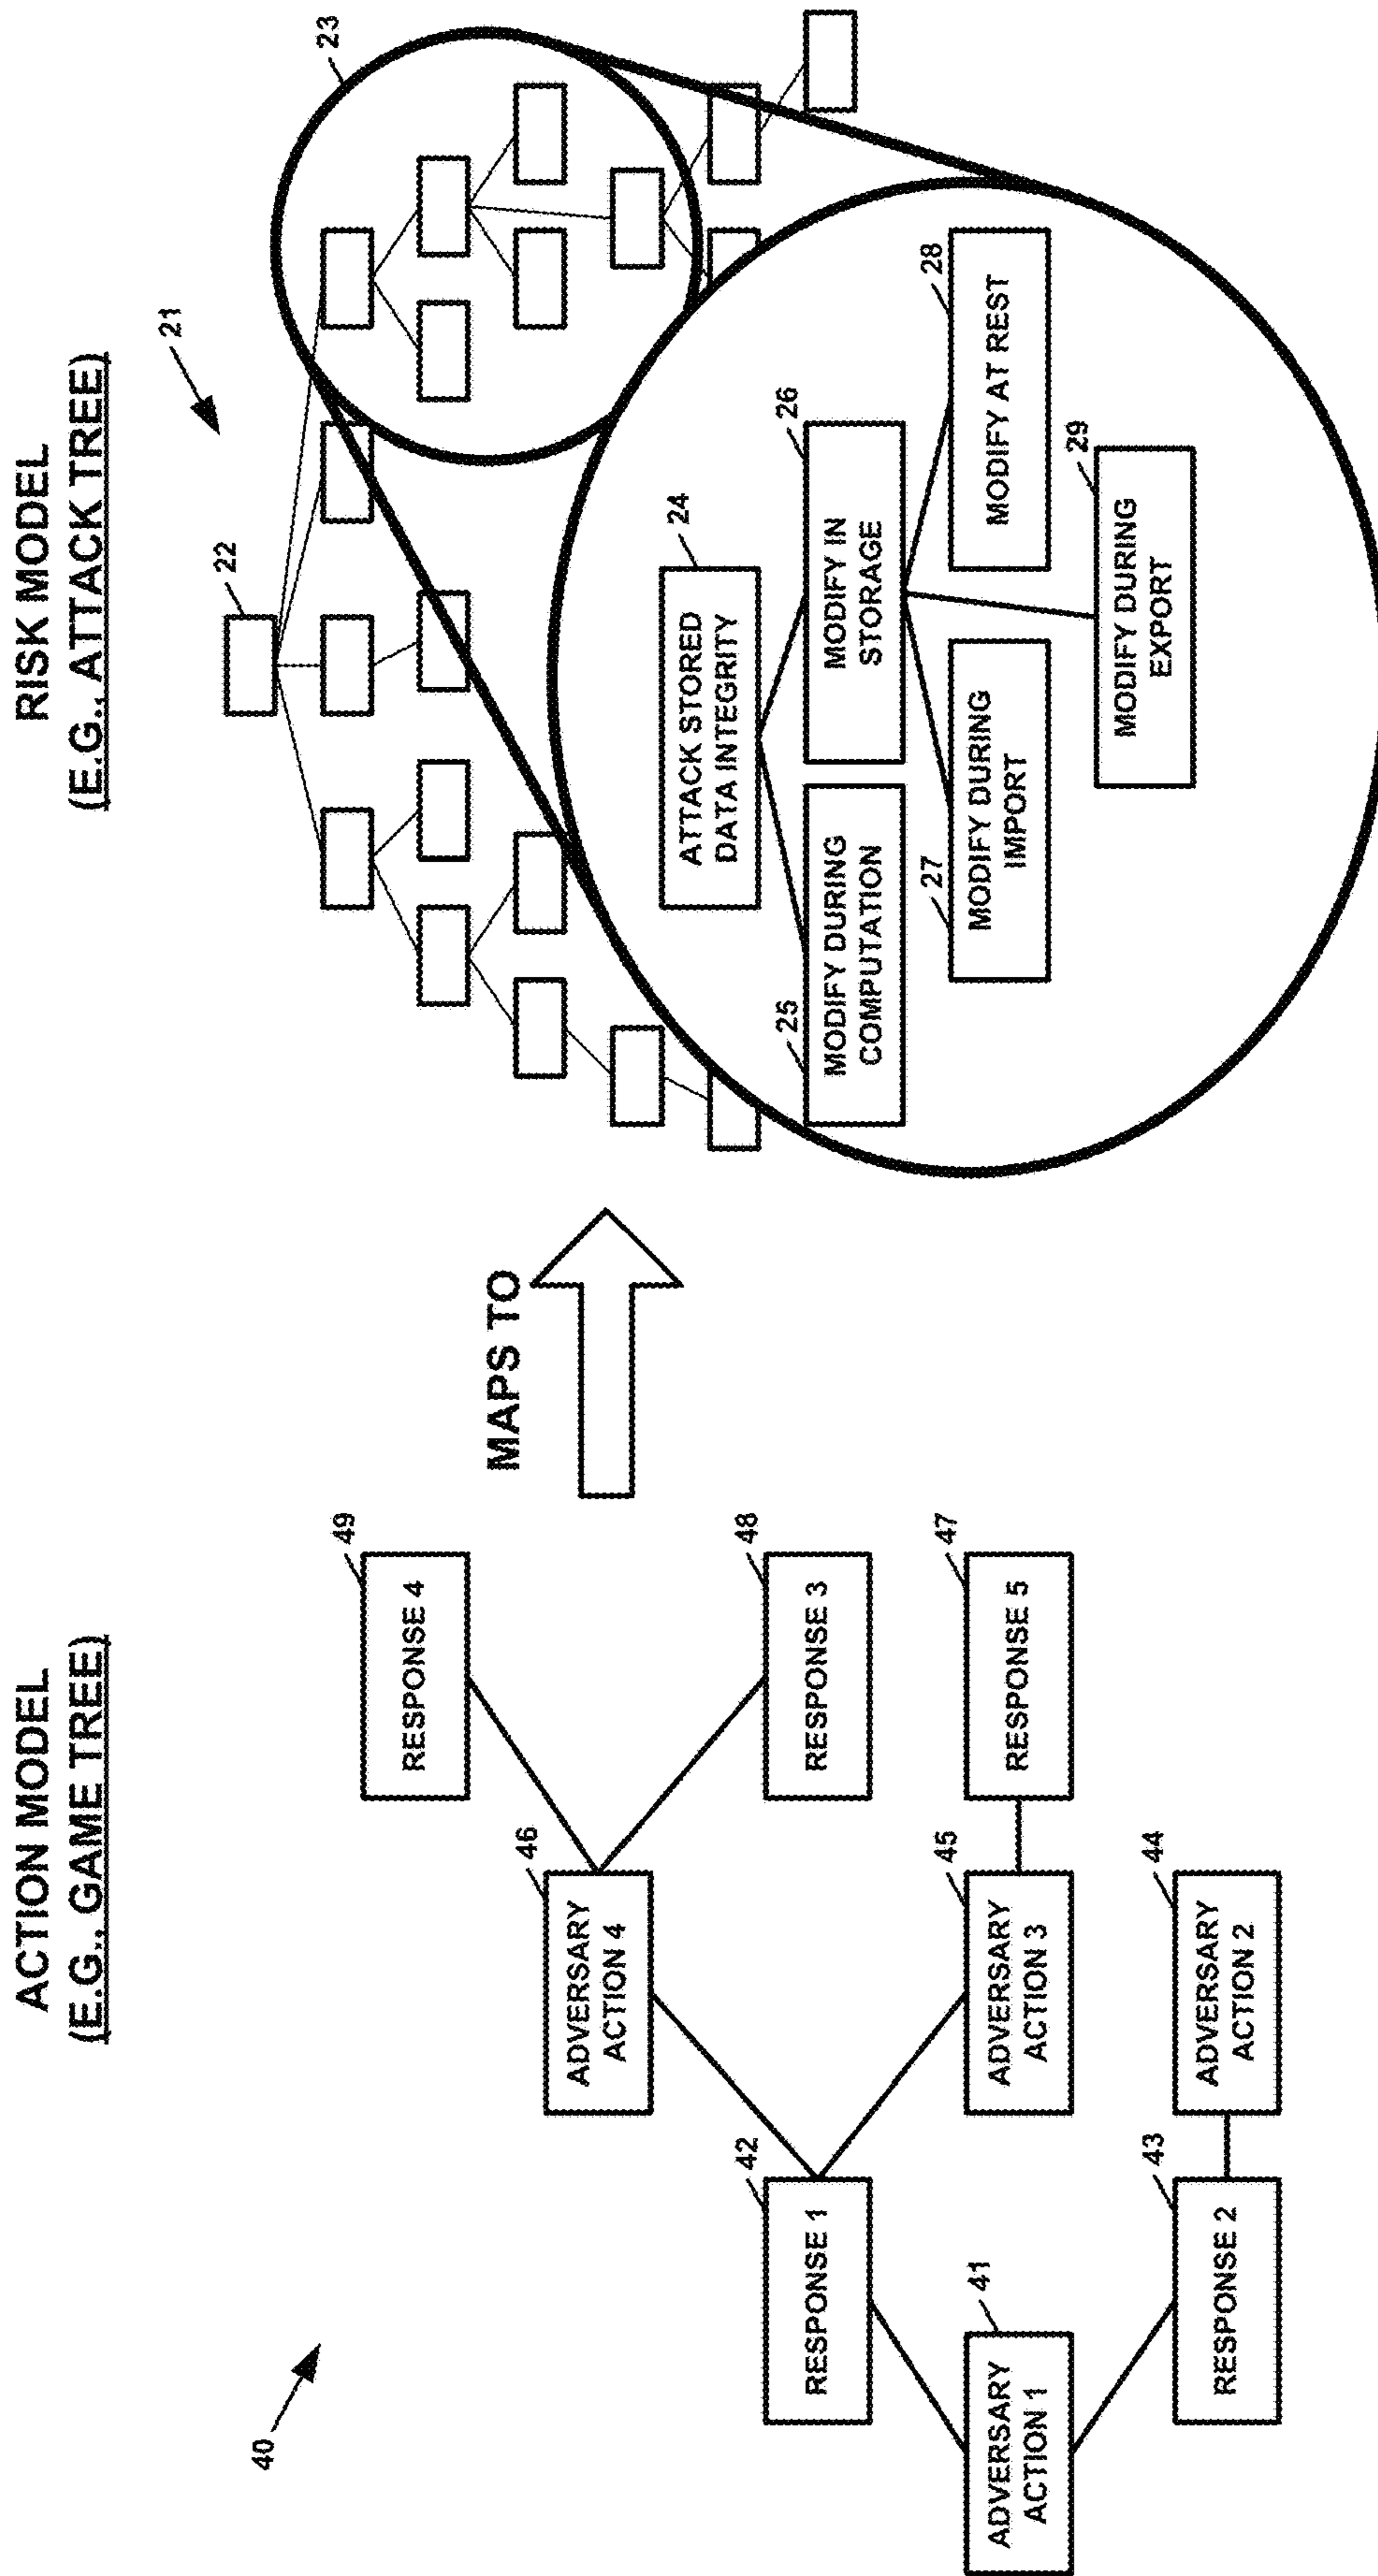 ACTION MODEL
(E.G., GAME TREE)
40
ADVERSARY
ACTION 1
41
RESPONSE 1
42
RESPONSE 2
43
ADVERSARY
ACTION 4
46
ADVERSARY
ACTION 3
45
ADVERSARY
ACTION 2
44
RESPONSE 4
49
RESPONSE 3
48
RESPONSE 5
47
MAPS TO
RISK MODEL
(E.G., ATTACK TREE)
21
22
23
ATTACK STORED
DATA INTEGRITY
24
25
MODIFY DURING
COMPUTATION
26
MODIFY IN
STORAGE
27
MODIFY DURING
IMPORT
28
MODIFY AT REST
29
MODIFY DURING
EXPORT